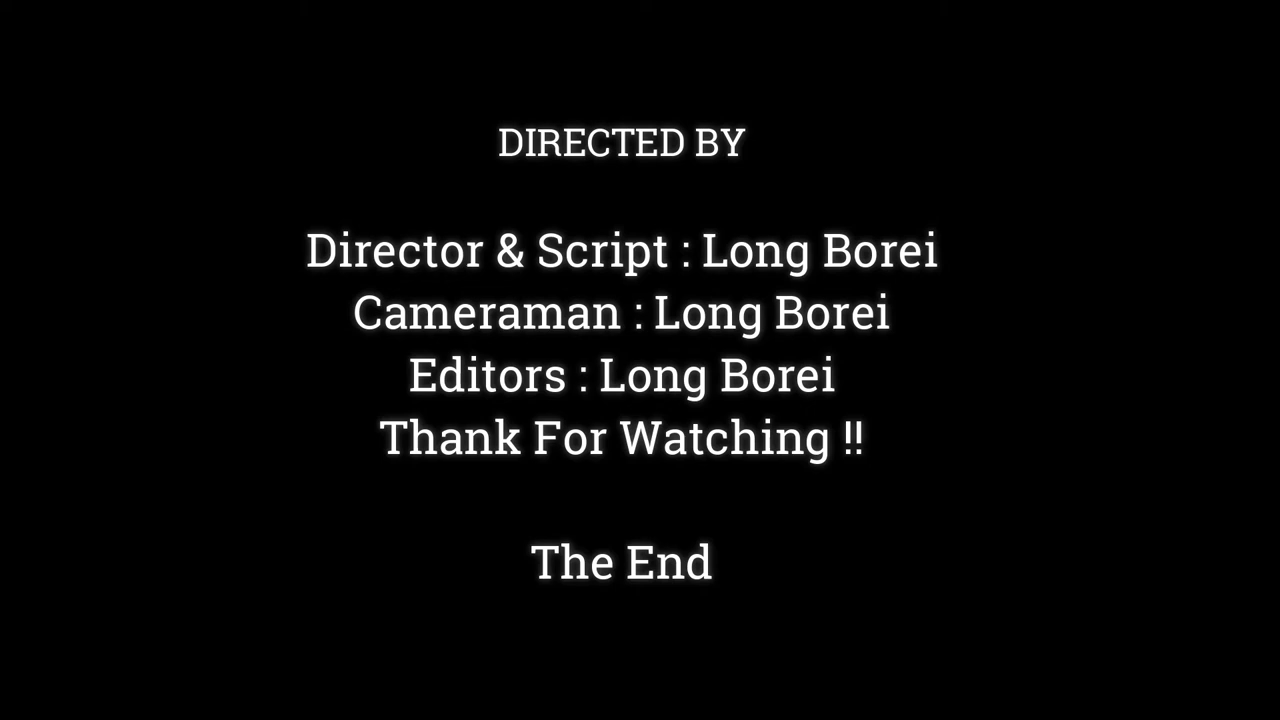 DIRECTED BY
Director & Script : Long Borei
Cameraman : Long Borei
Editors : Long Borei
Thank For Watching !!
The End